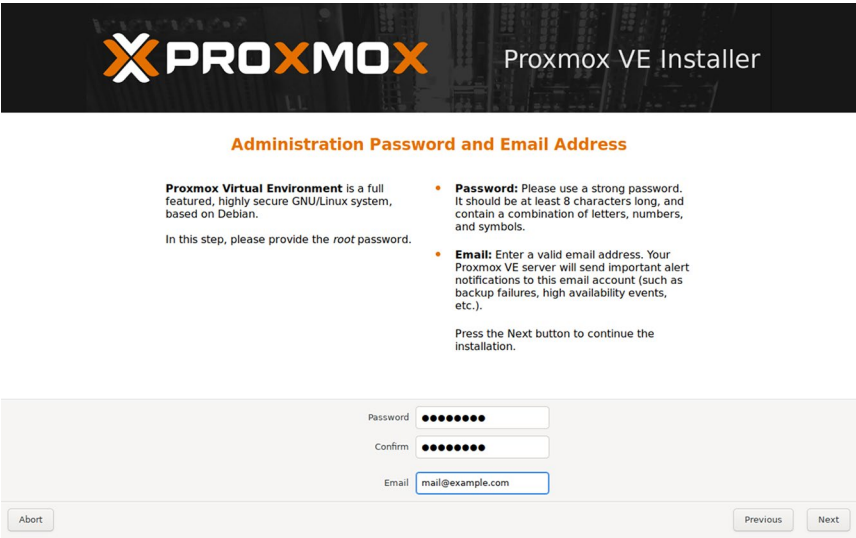 PROXMOX
Proxmox VE Installer
Administration Password and Email Address
Proxmox Virtual Environment is a full
featured, highly secure GNU/Linux system,
based on Debian.
In this step, please provide the root password.
• Password: Please use a strong password.
It should be at least 8 characters long, and
contain a combination of letters, numbers,
and symbols.
• Email: Enter a valid email address. Your
Proxmox VE server will send important alert
notifications to this email account (such as
backup failures, high availability events,
etc.).
Press the Next button to continue the
installation.
Password ●●●●●●●●
Confirm ●●●●●●●●
Email mail@example.com
Abort Previous Next